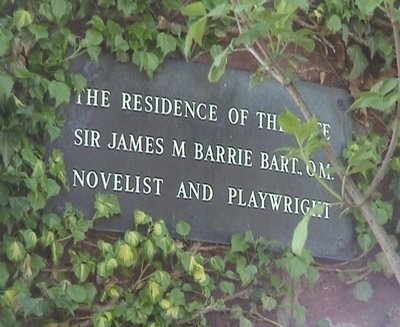 THE RESIDENCE OF THE
SIR JAMES M BARRIE BART., O.M.
NOVELIST AND PLAYWRIGHT